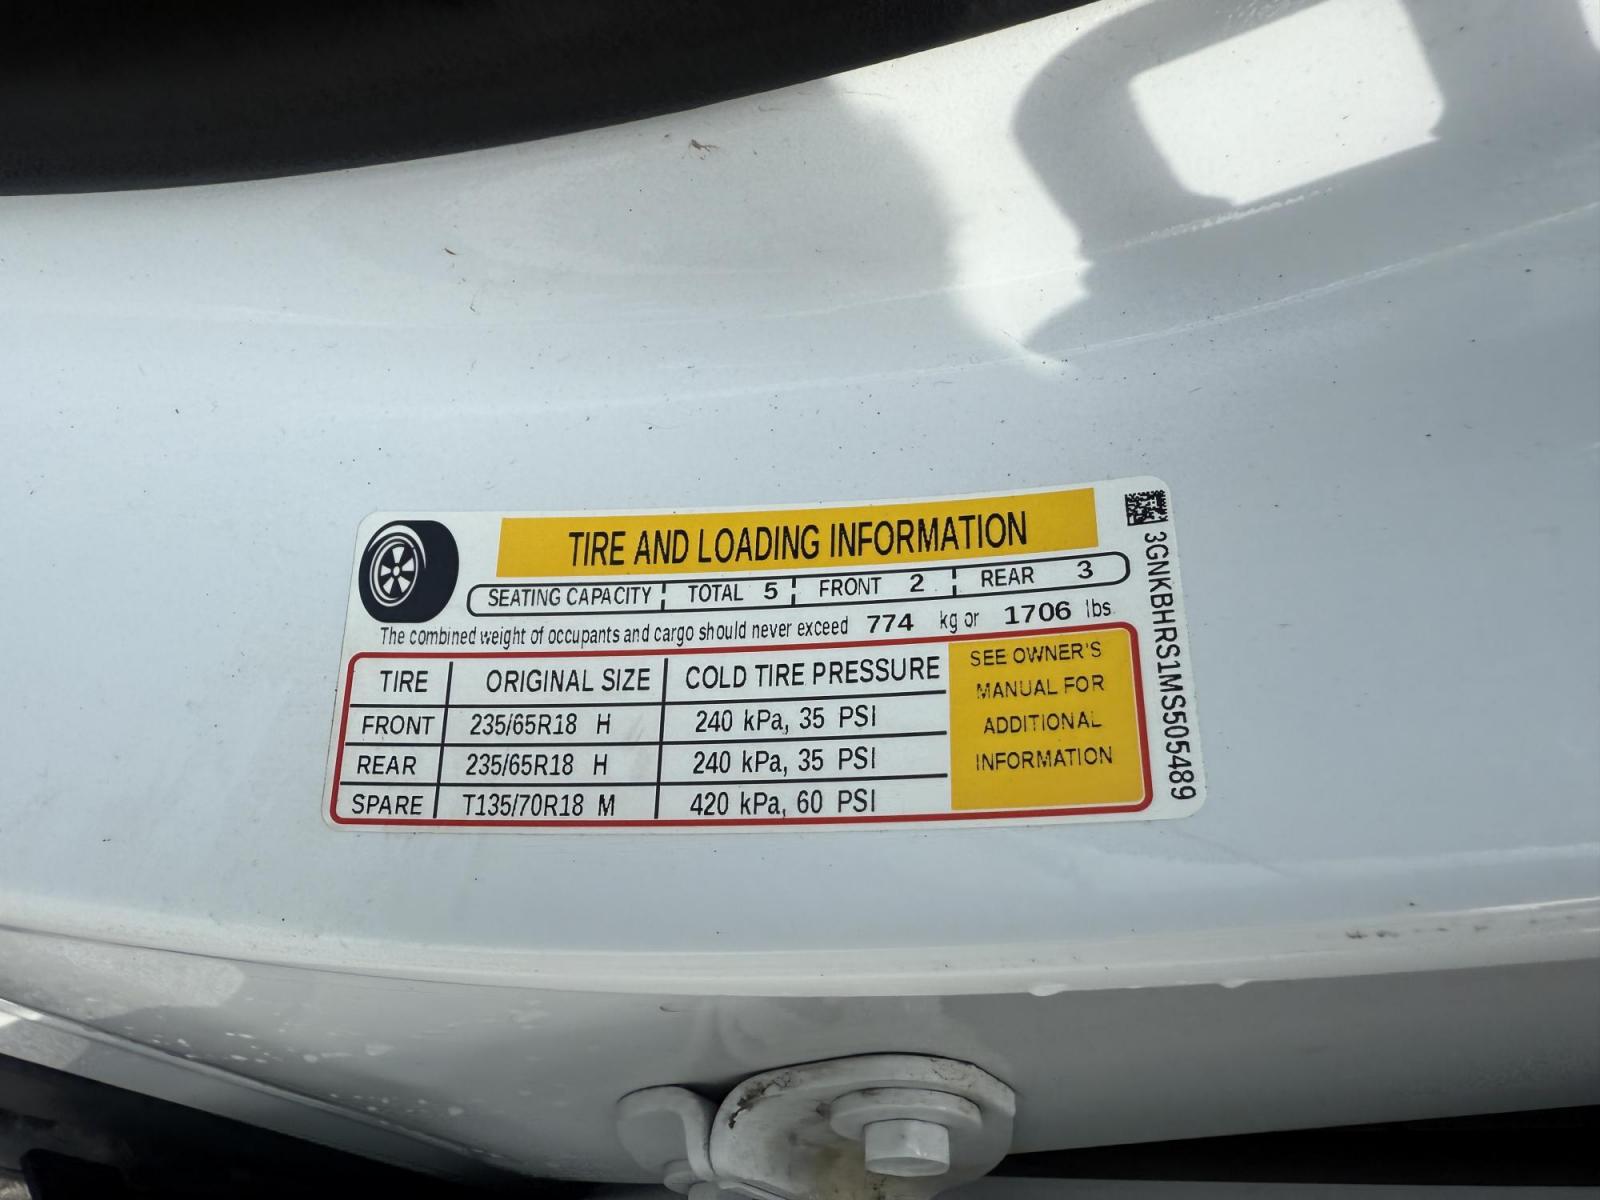 TIRE AND LOADING INFORMATION
SEATING CAPACITY TOTAL 5 FRONT 2 REAR 3
The combined weight of occupants and cargo should never exceed 774 kg or 1706 lbs
TIRE ORIGINAL SIZE COLD TIRE PRESSURE
FRONT 235/65R18 H 240 kPa, 35 PSI
REAR 235/65R18 H 240 kPa, 35 PSI
SPARE T135/70R18 M 420 kPa, 60 PSI
SEE OWNER'S
MANUAL FOR
ADDITIONAL
INFORMATION
3GNKBHRS1MS505489